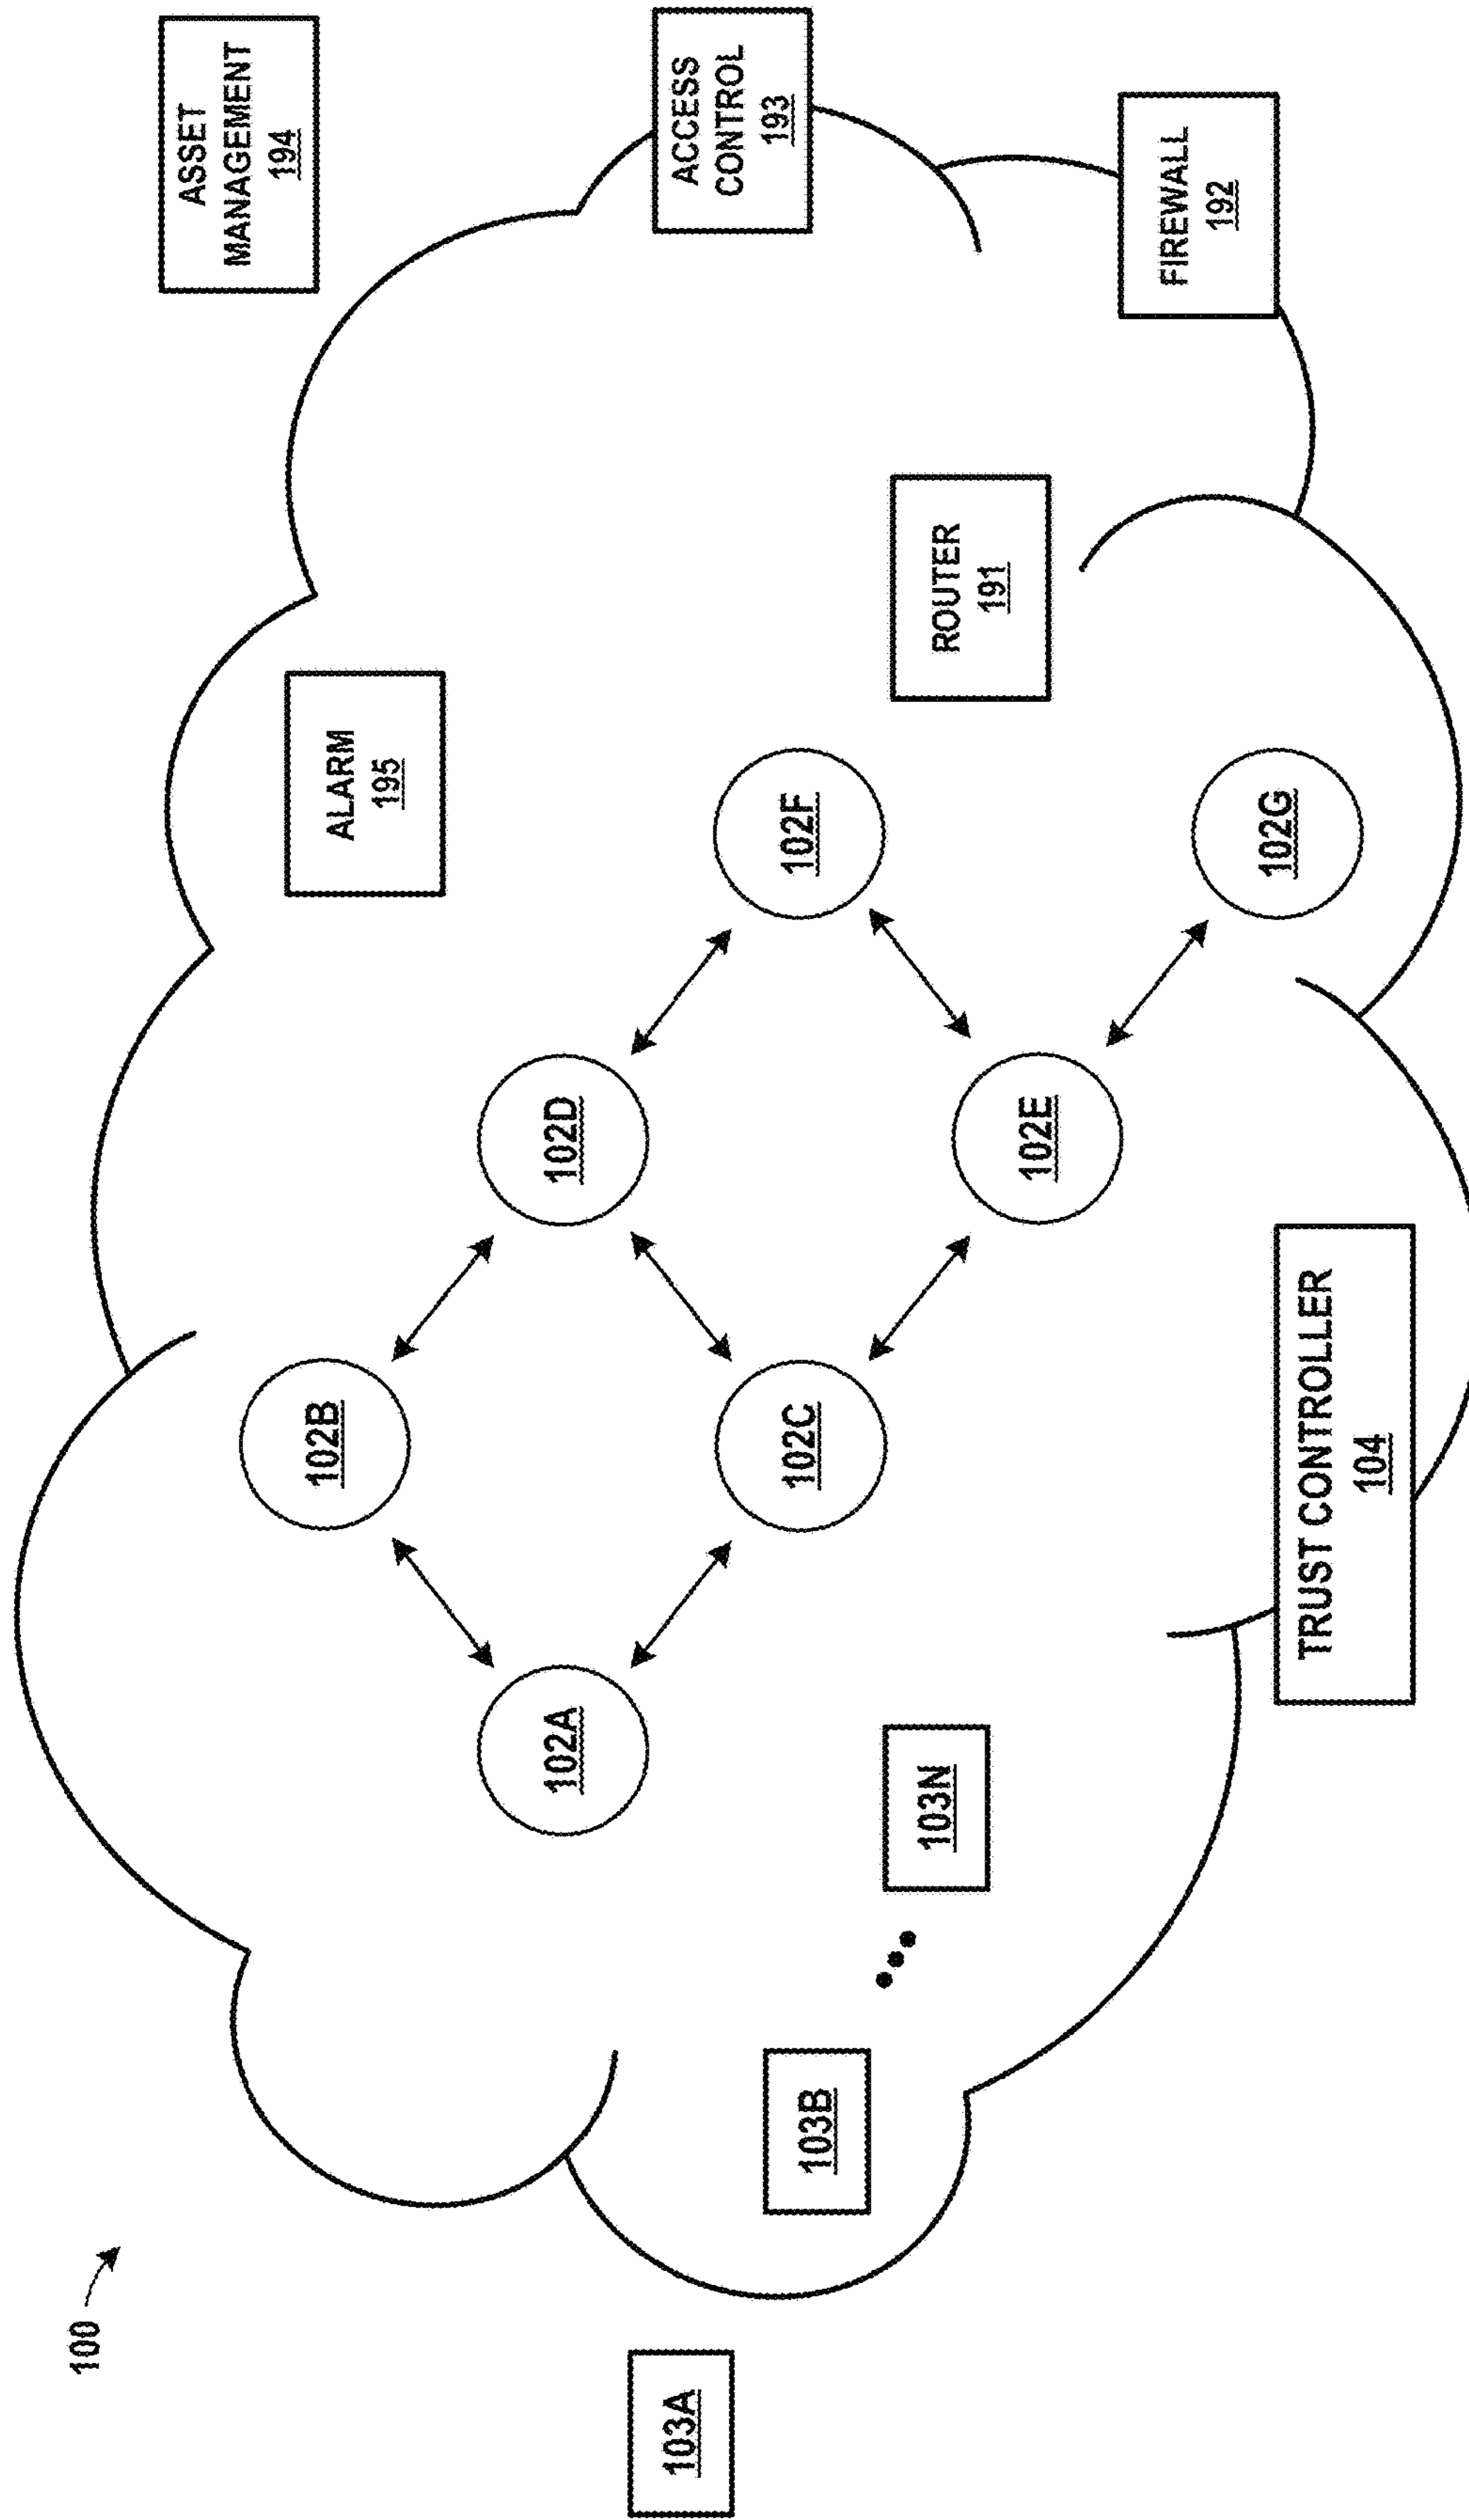 100
ASSET
MANAGEMENT
194
ALARM
195
ACCESS
CONTROL
193
102B
102D
102F
102A
102C
ROUTER
191
FIREWALL
192
102E
102G
103A
103B
103N
TRUST CONTROLLER
104